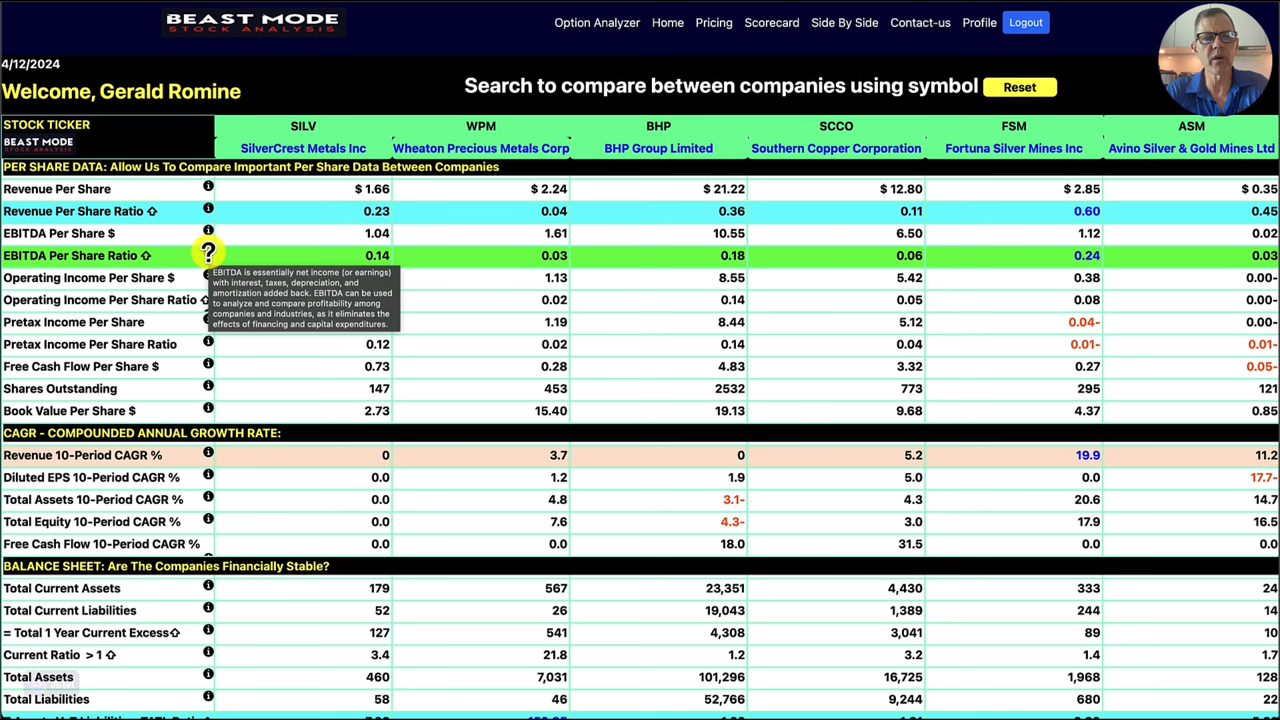 BEAST MODE
STOCK ANALYSIS
Option Analyzer Home Pricing Scorecard Side By Side Contact-us Profile Logout
4/12/2024
Welcome, Gerald Romine
Search to compare between companies using symbol Reset
STOCK TICKER SILV WPM BHP SCCO FSM ASM
BEAST MODE
STOCK ANALYSIS
SilverCrest Metals Inc Wheaton Precious Metals Corp BHP Group Limited Southern Copper Corporation Fortuna Silver Mines Inc Avino Silver & Gold Mines Ltd
PER SHARE DATA: Allow Us To Compare Important Per Share Data Between Companies
Revenue Per Share $ 1.66 $ 2.24 $ 21.22 $ 12.80 $ 2.85 $ 0.35
Revenue Per Share Ratio 0.23 0.04 0.36 0.11 0.60 0.45
EBITDA Per Share $ 1.04 1.61 10.55 6.50 1.12 0.02
EBITDA Per Share Ratio ? 0.14 0.03 0.18 0.06 0.24 0.03
EBITDA is essentially net income (or earnings)
with interest, taxes, depreciation, and
amortization added back. EBITDA can be used
to analyze and compare profitability among
companies and industries, as it eliminates the
effects of financing and capital expenditures.
Operating Income Per Share $ 1.13 8.55 5.42 0.38 0.00-
Operating Income Per Share Ratio 0.02 0.14 0.05 0.08 0.00-
Pretax Income Per Share 1.19 8.44 5.12 0.04- 0.00-
Pretax Income Per Share Ratio 0.12 0.02 0.14 0.04 0.01- 0.01-
Free Cash Flow Per Share $ 0.73 0.28 4.83 3.32 0.27 0.05-
Shares Outstanding 147 453 2532 773 295 121
Book Value Per Share $ 2.73 15.40 19.13 9.68 4.37 0.85
CAGR - COMPOUNDED ANNUAL GROWTH RATE:
Revenue 10-Period CAGR % 0 3.7 0 5.2 19.9 11.2
Diluted EPS 10-Period CAGR % 0.0 1.2 1.9 5.0 0.0 17.7-
Total Assets 10-Period CAGR % 0.0 4.8 3.1- 4.3 20.6 14.7
Total Equity 10-Period CAGR % 0.0 7.6 4.3- 3.0 17.9 16.5
Free Cash Flow 10-Period CAGR % 0.0 0.0 18.0 31.5 0.0 0.0
BALANCE SHEET: Are The Companies Financially Stable?
Total Current Assets 179 567 23,351 4,430 333 24
Total Current Liabilities 52 26 19,043 1,389 244 14
= Total 1 Year Current Excess 127 541 4,308 3,041 89 10
Current Ratio > 1 3.4 21.8 1.2 3.2 1.4 1.7
Total Assets 460 7,031 101,296 16,725 1,968 128
Total Liabilities 58 46 52,766 9,244 680 22